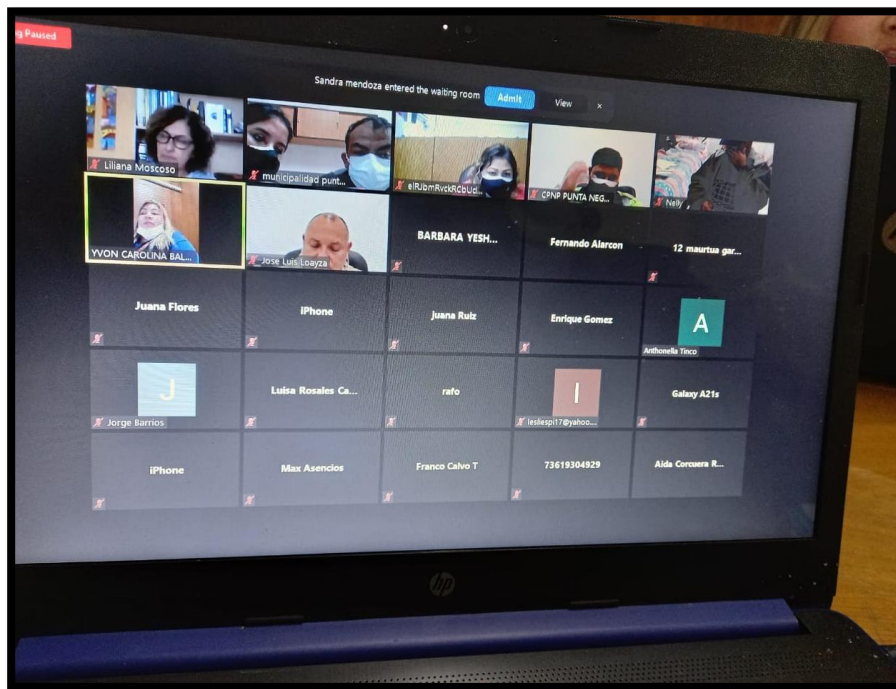 g Paused
Sandra mendoza entered the waiting room Admit View ×
Liliana Moscoso
municipalidad punt...
elRJbmRvckRCbUd...
CPNP PUNTA NEG...
Nelly
YVON CAROLINA BAL...
Jose Luis Loayza
BARBARA YESH...
Fernando Alarcon
12 maurtua gar...
Juana Flores
iPhone
Juana Ruiz
Enrique Gomez
A
Anthonella Tinco
J
Jorge Barrios
Luisa Rosales Ca...
rafo
I
lesliespi17@yahoo....
Galaxy A21s
iPhone
Max Asencios
Franco Calvo T
73619304929
Aida Corcuera R...
hp